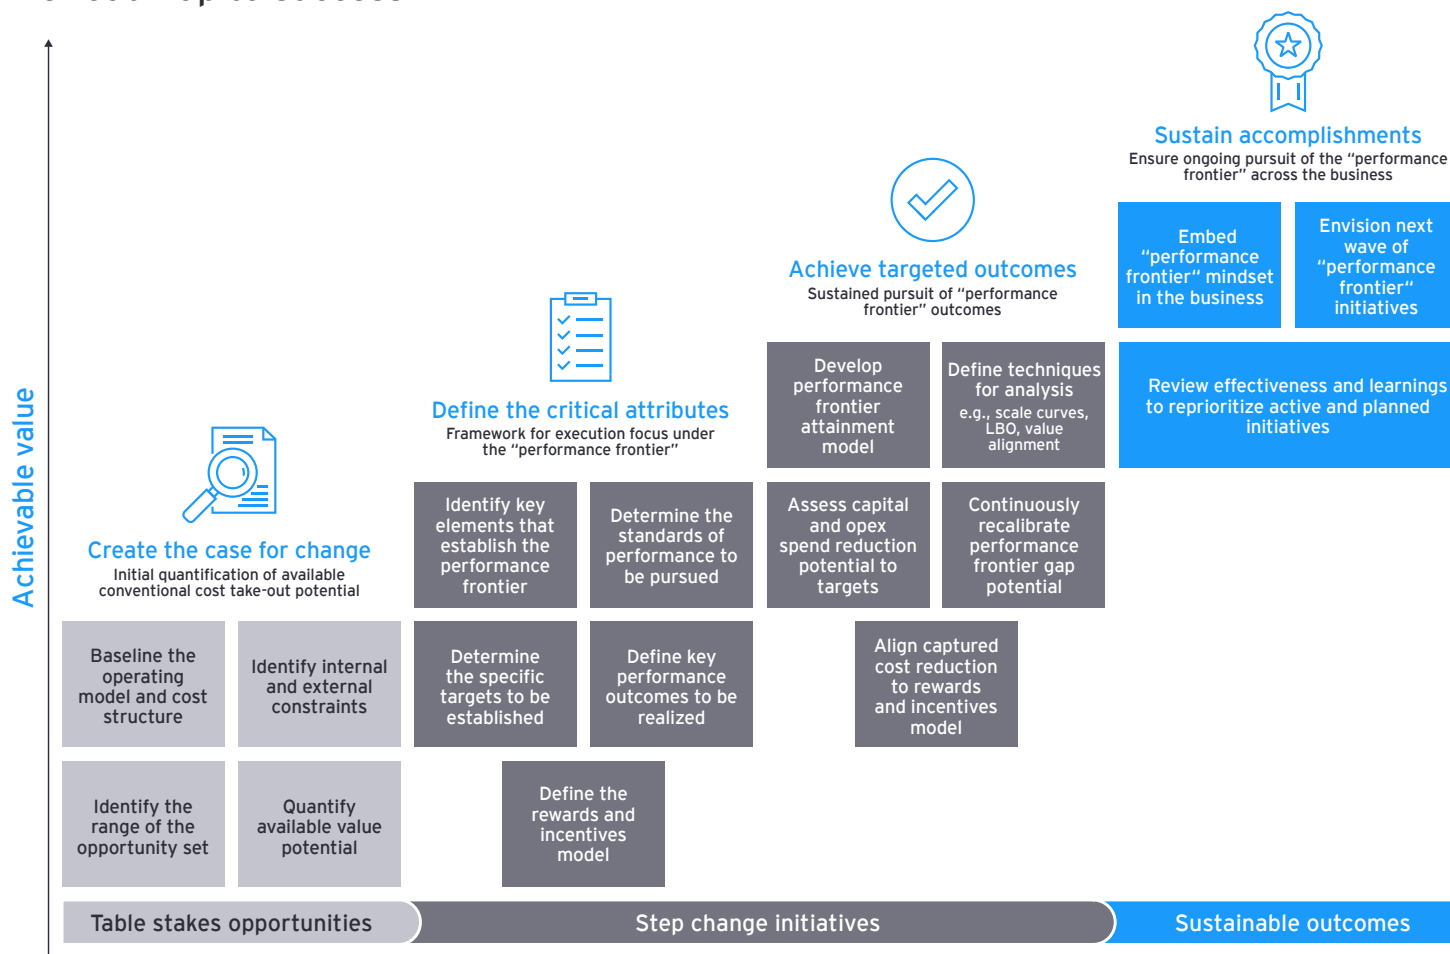 to success
Achievable value
Sustain accomplishments
Ensure ongoing pursuit of the “performance
frontier” across the business
Embed
“performance
frontier“ mindset
in the business
Envision next
wave of
“performance
frontier“
initiatives
Review effectiveness and learnings
to reprioritize active and planned
initiatives
Achieve targeted outcomes
Sustained pursuit of “performance
frontier” outcomes
Develop
performance
frontier
attainment
model
Define techniques
for analysis
e.g., scale curves,
LBO, value
alignment
Assess capital
and opex
spend reduction
potential to
targets
Continuously
recalibrate
performance
frontier gap
potential
Align captured
cost reduction
to rewards
and incentives
model
Define the critical attributes
Framework for execution focus under
the “performance frontier”
Identify key
elements that
establish the
performance
frontier
Determine the
standards of
performance to
be pursued
Determine
the specific
targets to be
established
Define key
performance
outcomes to be
realized
Define the
rewards and
incentives
model
Create the case for change
Initial quantification of available
conventional cost take-out potential
Baseline the
operating
model and cost
structure
Identify internal
and external
constraints
Identify the
range of the
opportunity set
Quantify
available value
potential
Table stakes opportunities
Step change initiatives
Sustainable outcomes